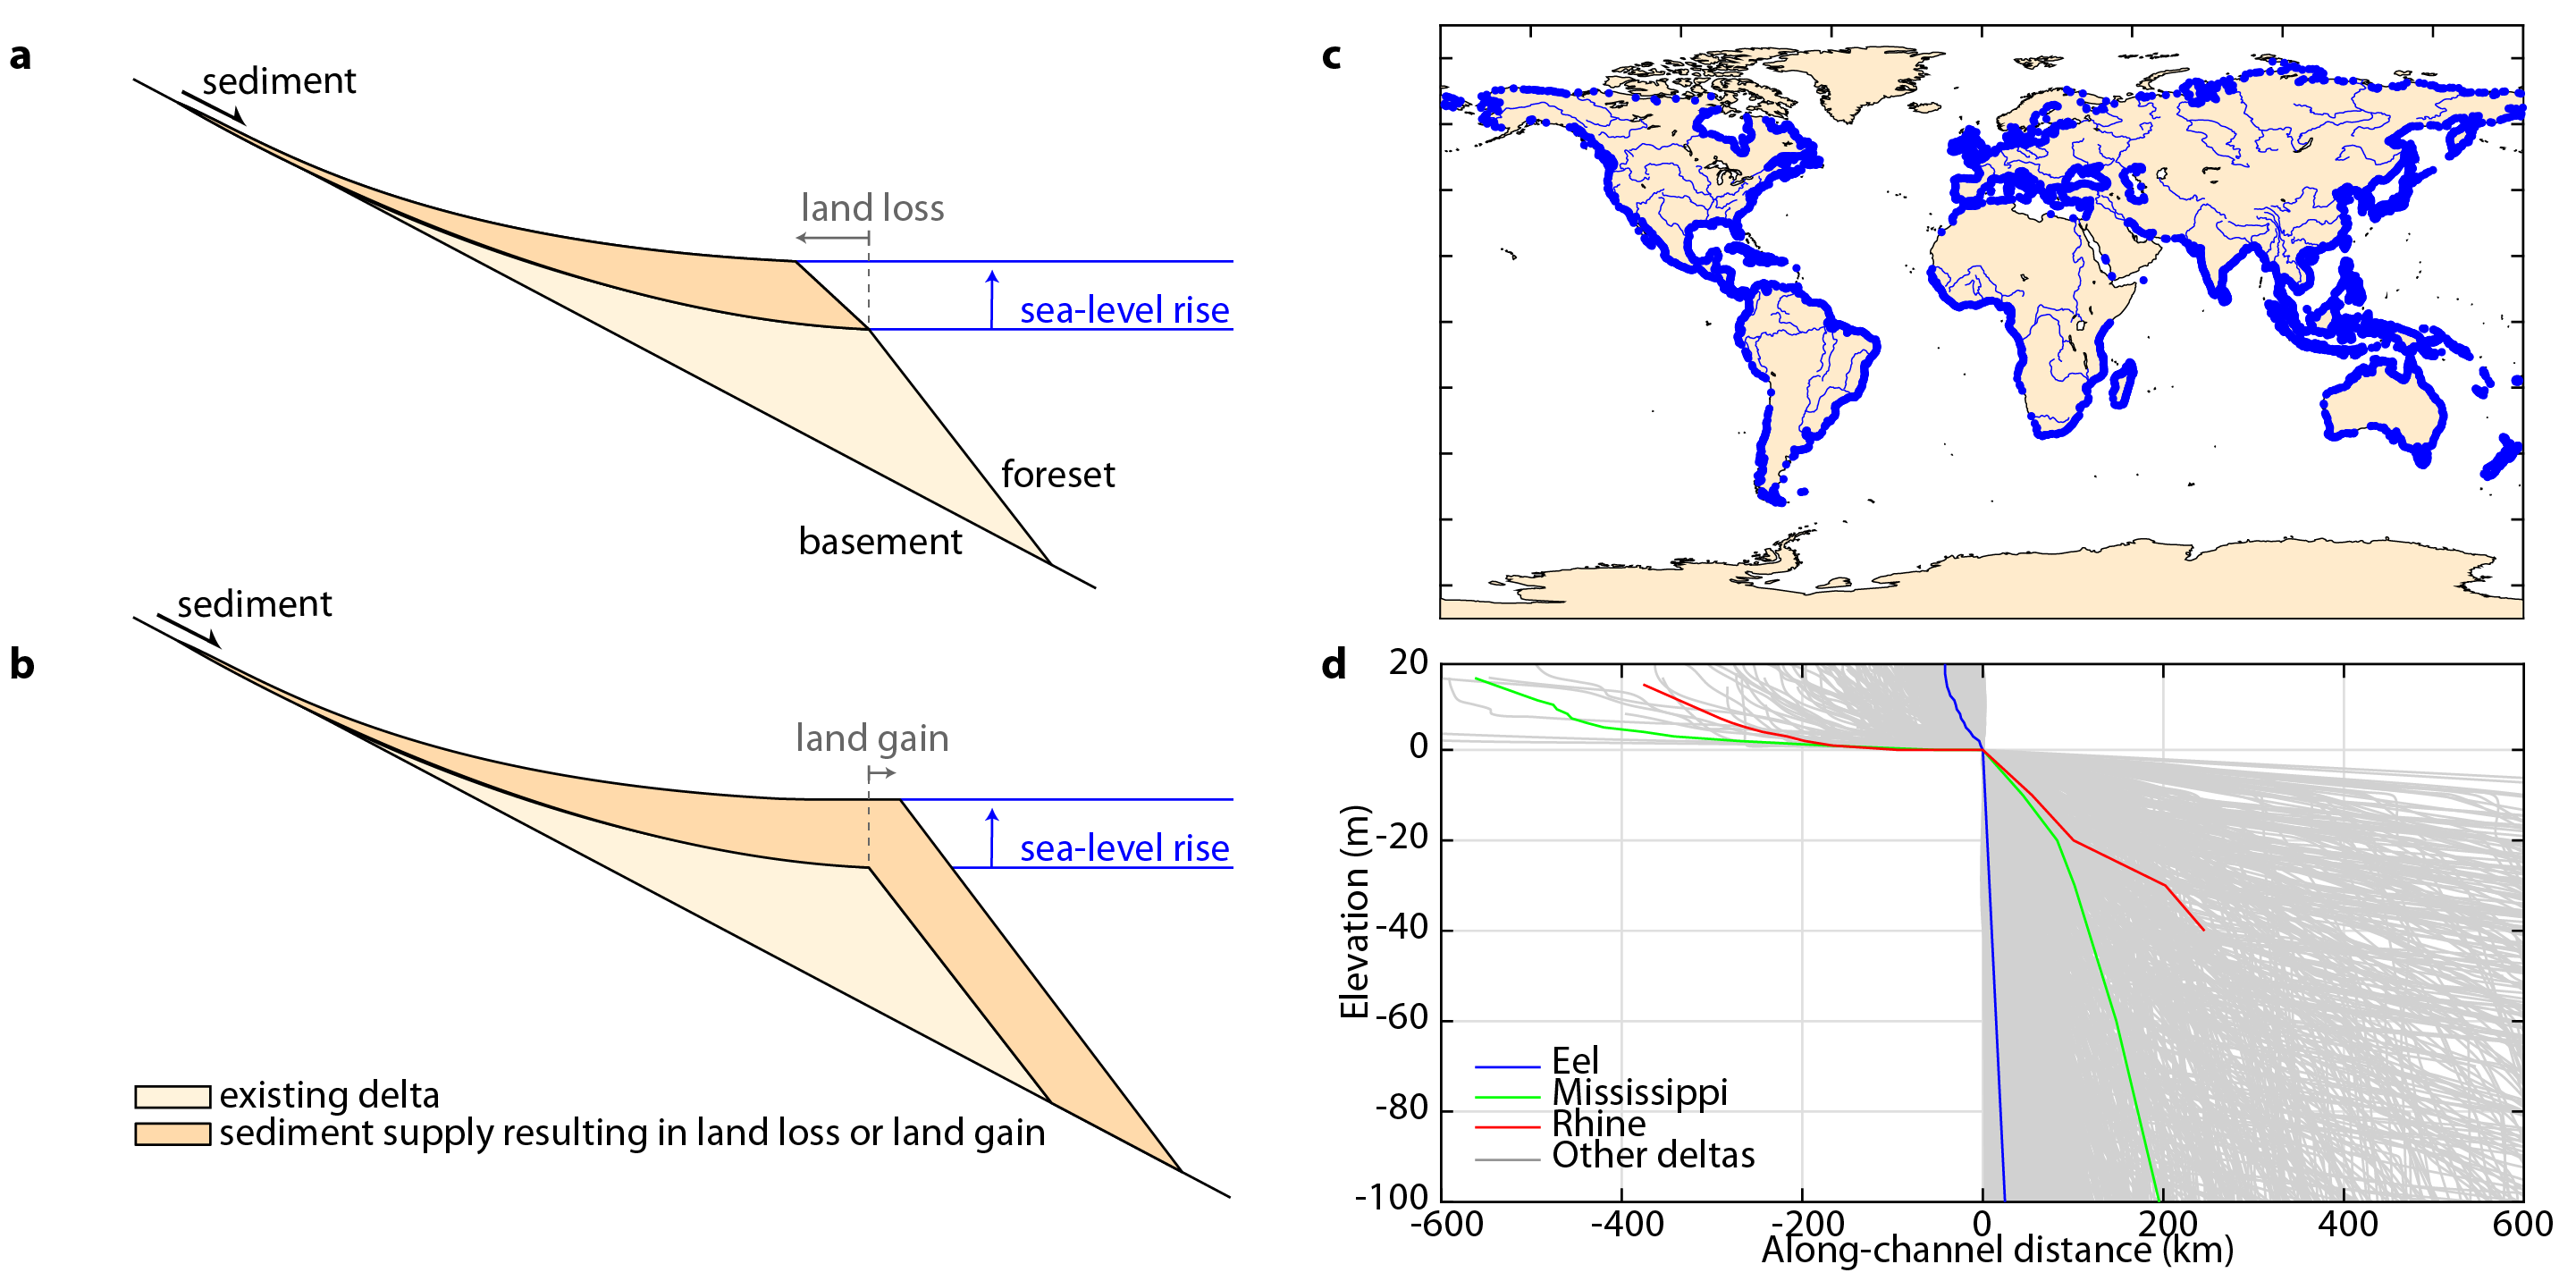 a
sediment
land loss
sea-level rise
foreset
basement
b
sediment
land gain
sea-level rise
existing delta
sediment supply resulting in land loss or land gain
c
d
20
0
-20
-40
-60
-80
-100
Elevation (m)
Eel
Mississippi
Rhine
Other deltas
-600
-400
-200
0
200
400
600
Along-channel distance (km)